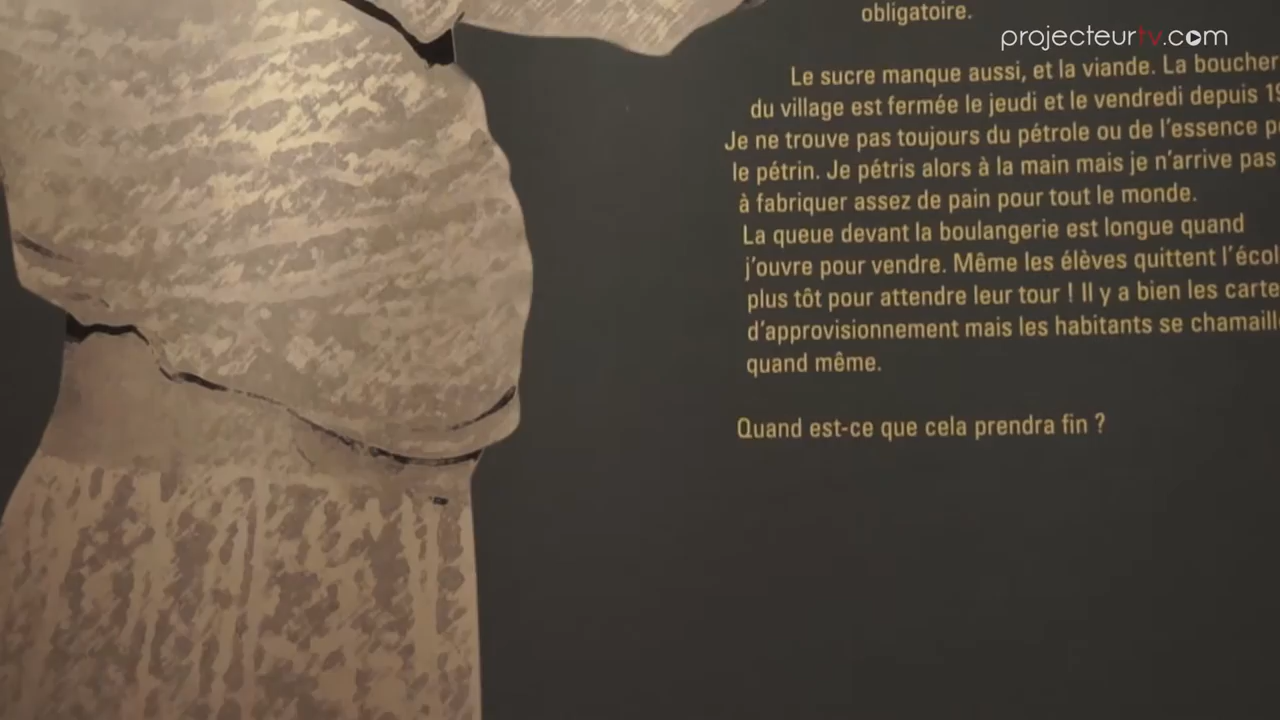 obligatoire.
projecteurtv.com
Le sucre manque aussi, et la viande. La boucher
du village est fermée le jeudi et le vendredi depuis 19
Je ne trouve pas toujours du pétrole ou de l'essence p
le pétrin. Je pétris alors à la main mais je n'arrive pas
à fabriquer assez de pain pour tout le monde.
La queue devant la boulangerie est longue quand
j'ouvre pour vendre. Même les élèves quittent l'écol
plus tôt pour attendre leur tour ! Il y a bien les carte
d'approvisionnement mais les habitants se chamaill
quand même.
Quand est-ce que cela prendra fin ?